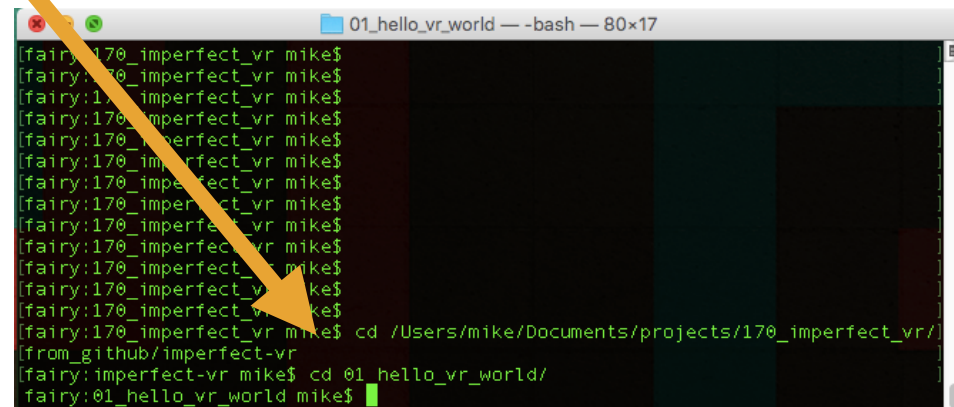 01_hello_vr_world — -bash — 80×17
[fairy:170_imperfect_vr mike$ ]
[fairy:170_imperfect_vr mike$ ]
[fairy:170_imperfect_vr mike$ ]
[fairy:170_imperfect_vr mike$ ]
[fairy:170_imperfect_vr mike$ ]
[fairy:170_imperfect_vr mike$ ]
[fairy:170_imperfect_vr mike$ ]
[fairy:170_imperfect_vr mike$ ]
[fairy:170_imperfect_vr mike$ ]
[fairy:170_imperfect_vr mike$ ]
[fairy:170_imperfect_vr mike$ ]
[fairy:170_imperfect_vr mike$ ]
[fairy:170_imperfect_vr mike$ ]
[fairy:170_imperfect_vr mike$ cd /Users/mike/Documents/projects/170_imperfect_vr/]
[from_github/imperfect-vr ]
[fairy:imperfect-vr mike$ cd 01_hello_vr_world/ ]
fairy:01_hello_vr_world mike$